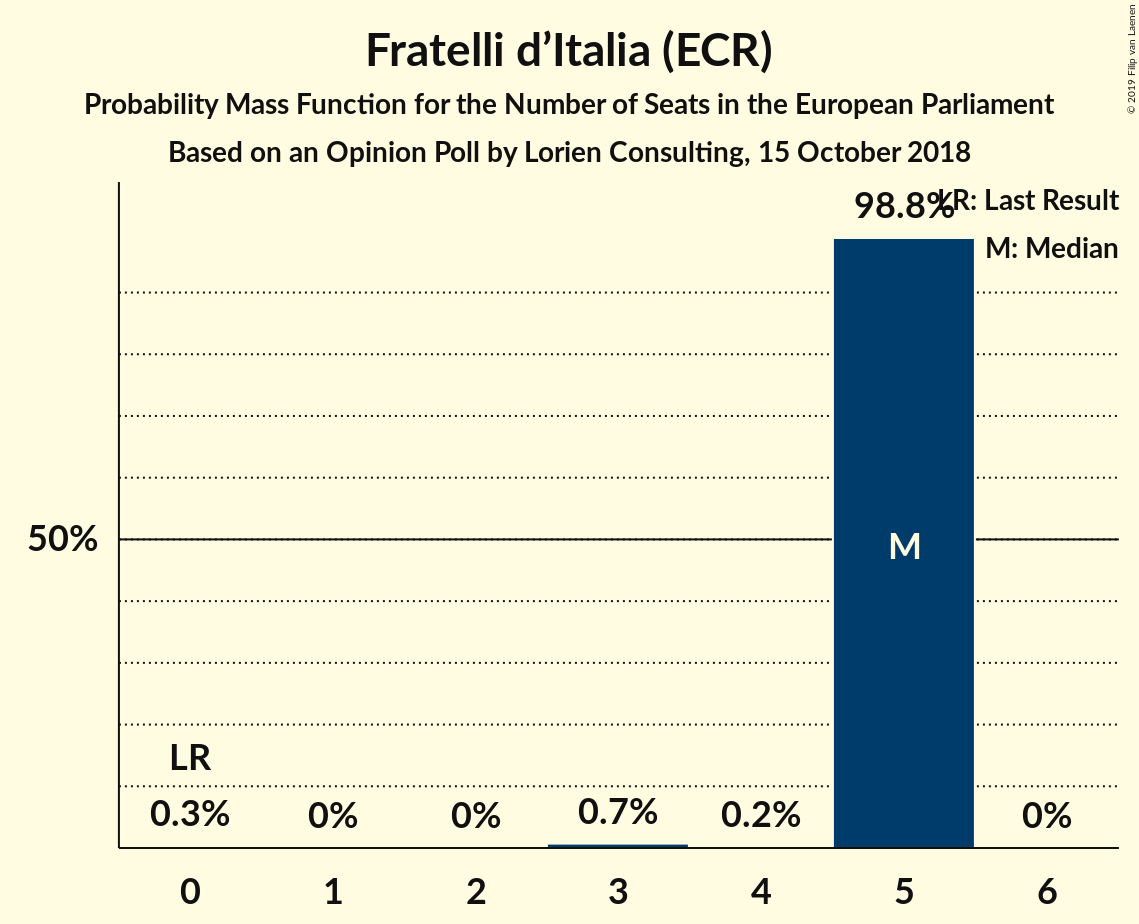 Fratelli d’Italia (ECR)
Probability Mass Function for the Number of Seats in the European Parliament
Based on an Opinion Poll by Lorien Consulting, 15 October 2018
© 2019 Filip van Laenen
LR: Last Result
M: Median
98.8%
50%
M
LR
0.3% 0% 0% 0.7% 0.2% 0%
0 1 2 3 4 5 6